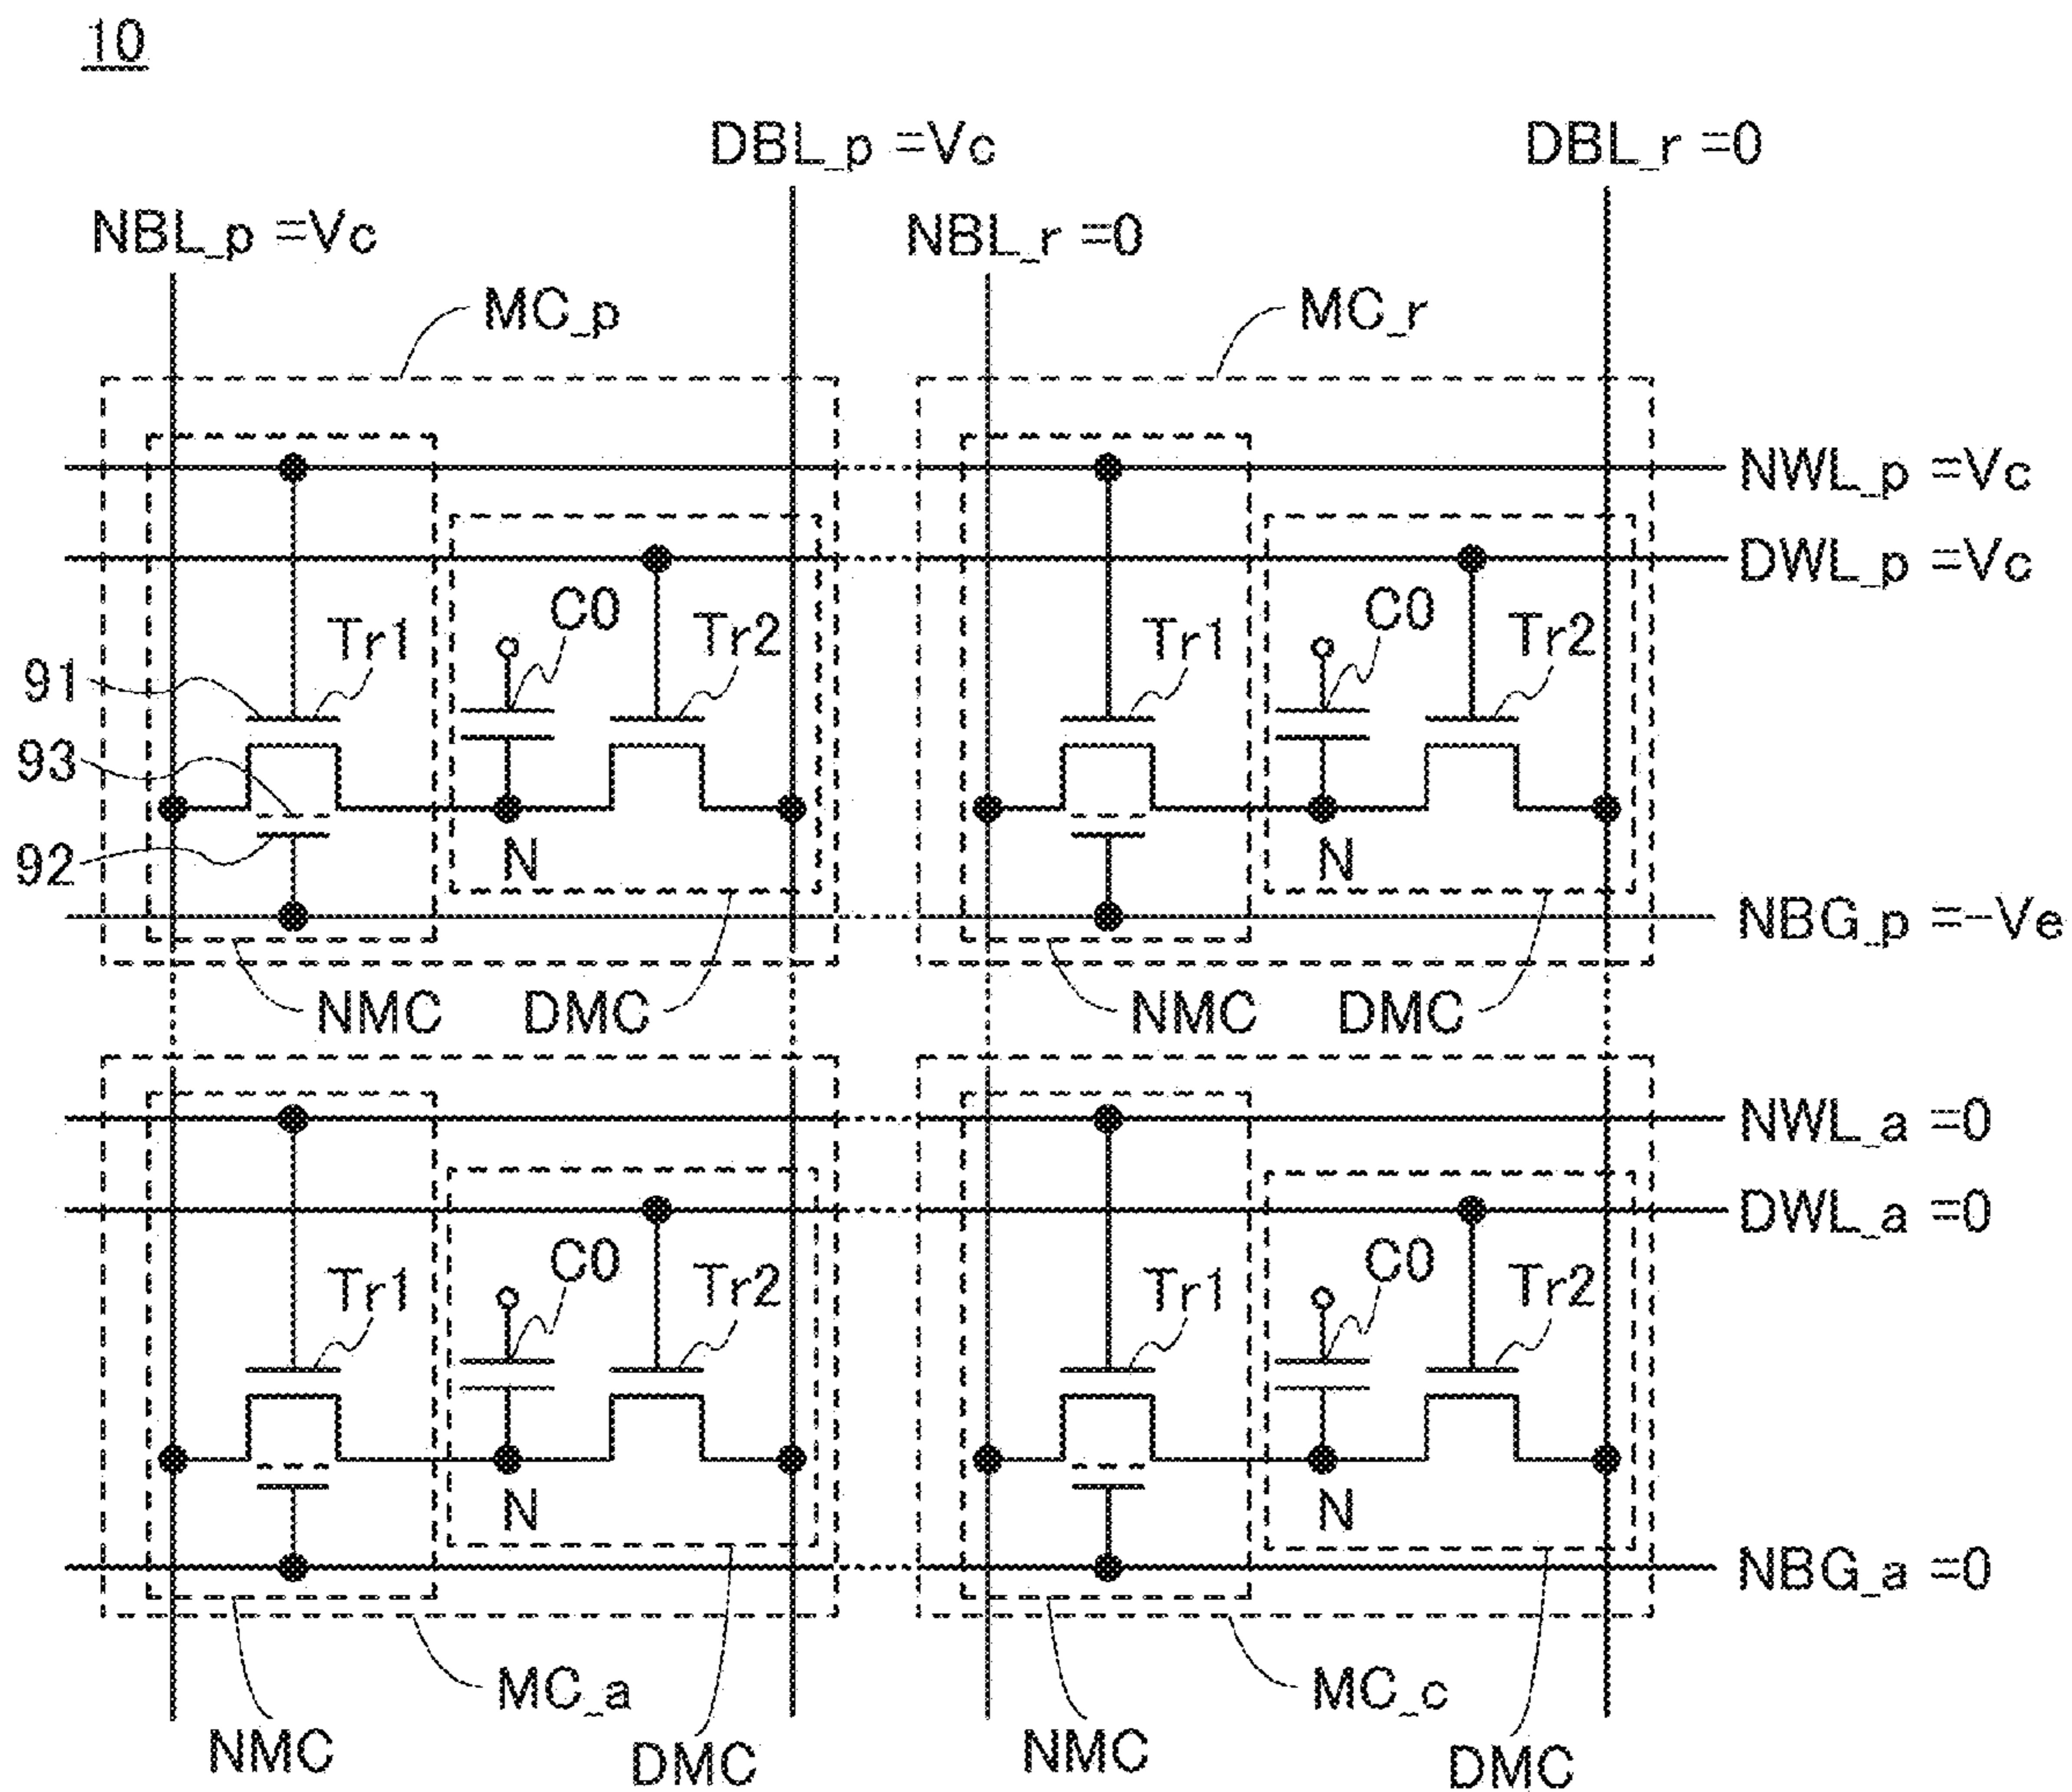 10
DBL_p =Vc
DBL_r =0
NBL_p =Vc
NBL_r =0
MC_p
MC_r
NWL_p =Vc
DWL_p =Vc
C0
C0
Tr1
Tr2
Tr1
Tr2
91
93
92
N
N
NBG_p =-Ve
NMC
DMC
NMC
DMC
NWL_a =0
DWL_a =0
C0
C0
Tr1
Tr2
Tr1
Tr2
N
N
NBG_a =0
MC_a
MC_c
NMC
DMC
NMC
DMC